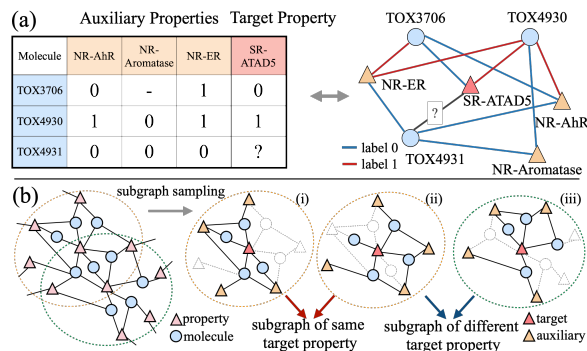 (a) Auxiliary Properties Target Property
Molecule NR-AhR NR-Aromatase NR-ER SR-ATAD5
TOX3706 0 - 1 0
TOX4930 1 0 1 1
TOX4931 0 0 0 ?
TOX3706 TOX4930
NR-ER SR-ATAD5
NR-AhR
?
TOX4931
NR-Aromatase
label 0
label 1
(b) subgraph sampling (i) (ii) (iii)
property
molecule
subgraph of same target property
subgraph of different target property
target
auxiliary